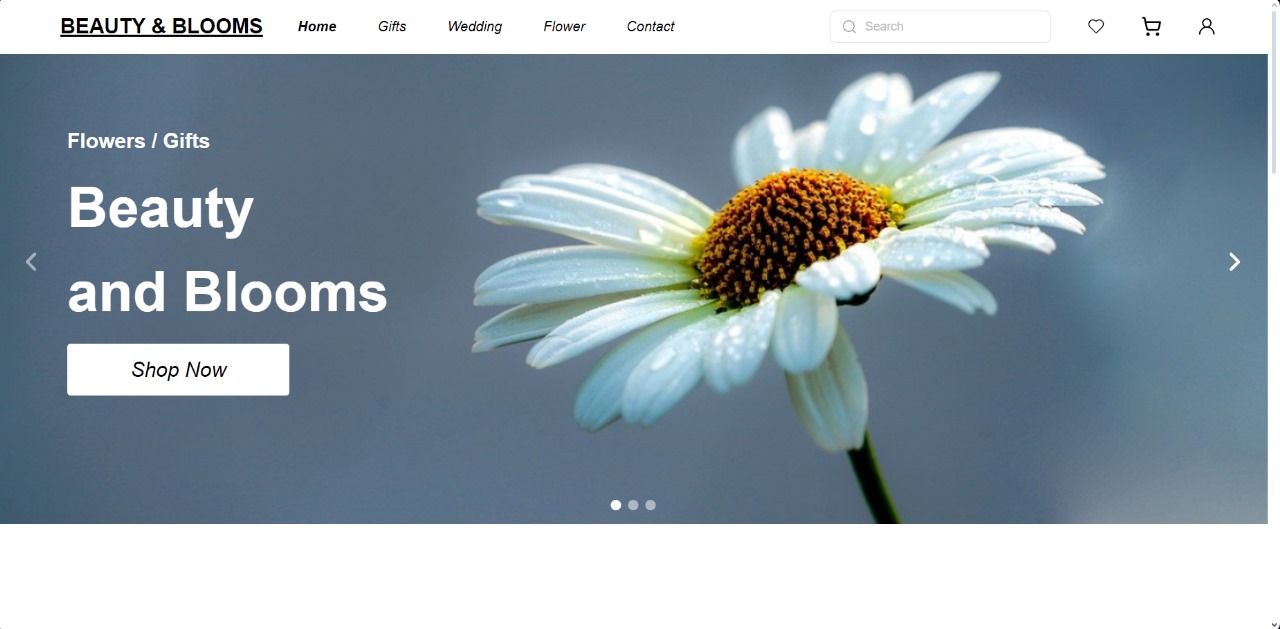 BEAUTY & BLOOMS Home Gifts Wedding Flower Contact Search
Flowers / Gifts
Beauty
and Blooms
Shop Now